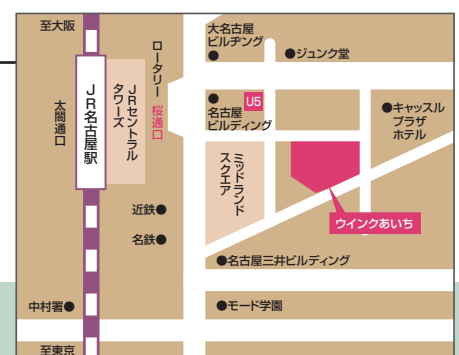 至大阪
大名古屋
ビルヂング
ロータリー
桜通口
ジュンク堂
JRセントラル
タワーズ
JR名古屋駅
太閤通口
U5
名古屋
ビルディング
キャッスル
プラザ
ホテル
ミッドランド
スクエア
近鉄
名鉄
ウインクあいち
名古屋三井ビルディング
中村署
モード学園
至東京